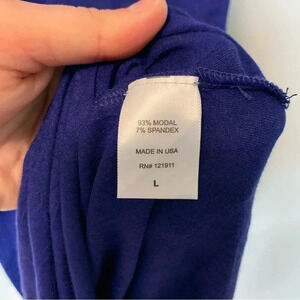 93% MODAL
7% SPANDEX
MADE IN USA
RN# 121911
L